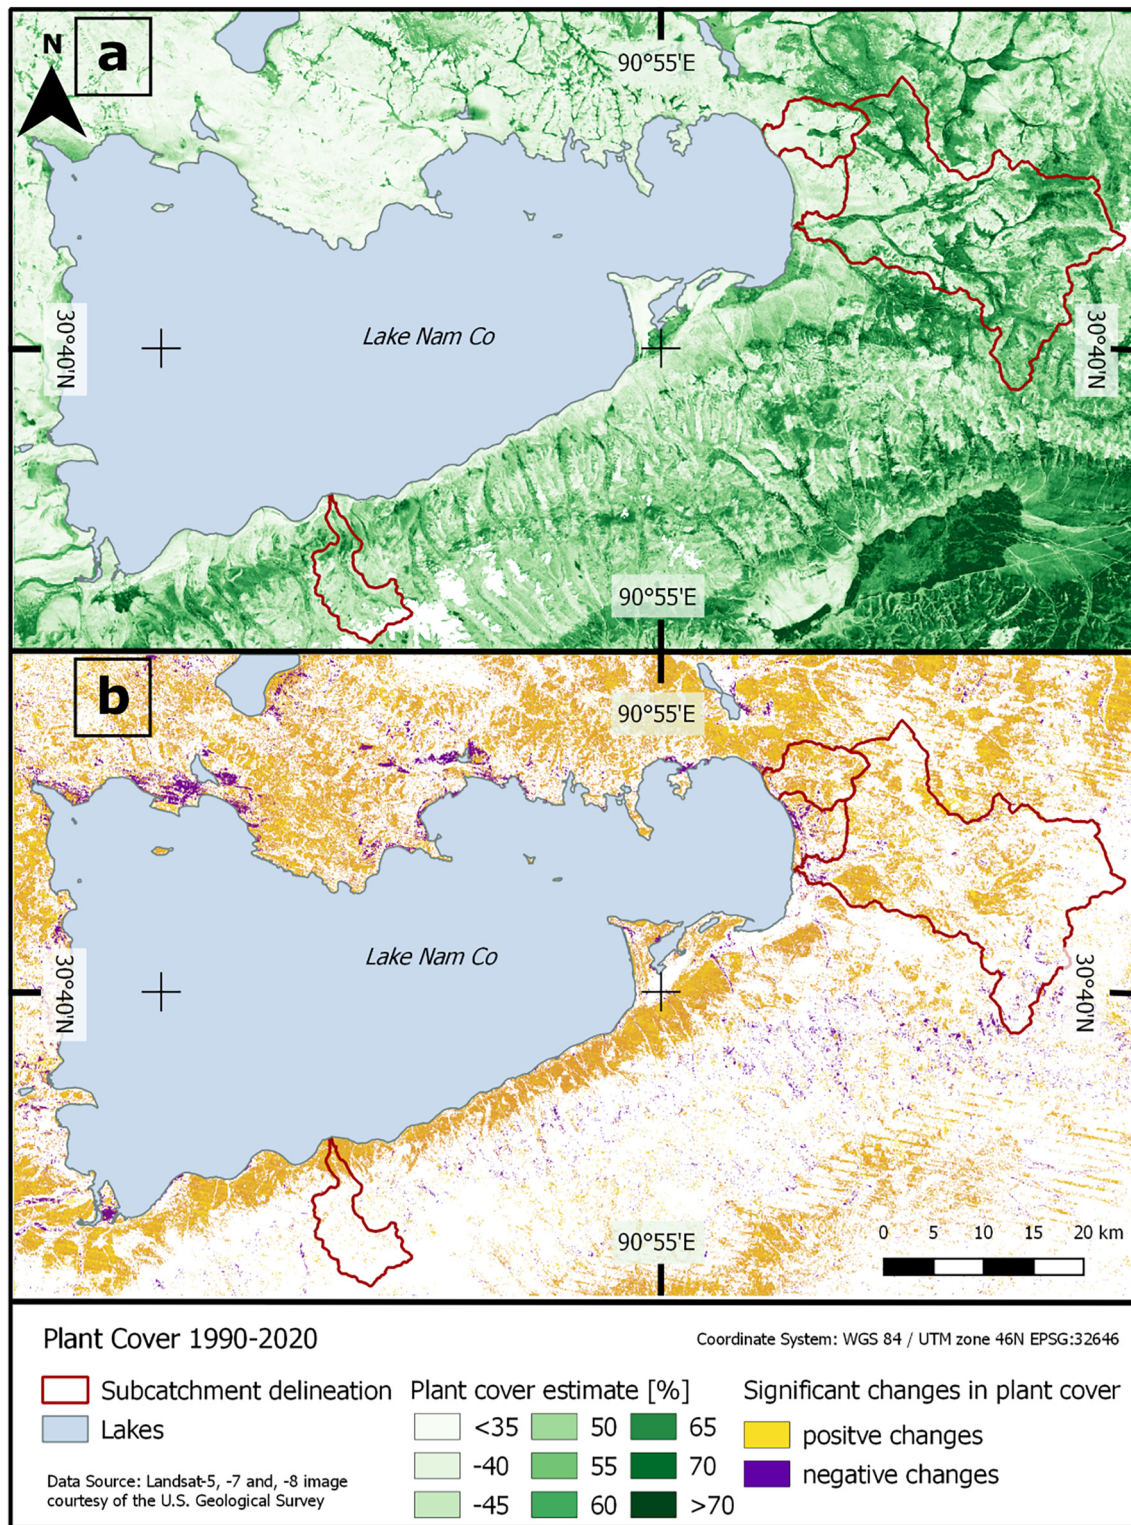 N
a
90°55'E
Lake Nam Co
30°40'N
30°40'N
90°55'E
b
90°55'E
Lake Nam Co
30°40'N
30°40'N
90°55'E
0 5 10 15 20 km
Plant Cover 1990-2020
Coordinate System: WGS 84 / UTM zone 46N EPSG:32646
Subcatchment delineation
Lakes
Data Source: Landsat-5, -7 and, -8 image
courtesy of the U.S. Geological Survey
Plant cover estimate [%]
<35 50 65
-40 55 70
-45 60 >70
Significant changes in plant cover
positve changes
negative changes